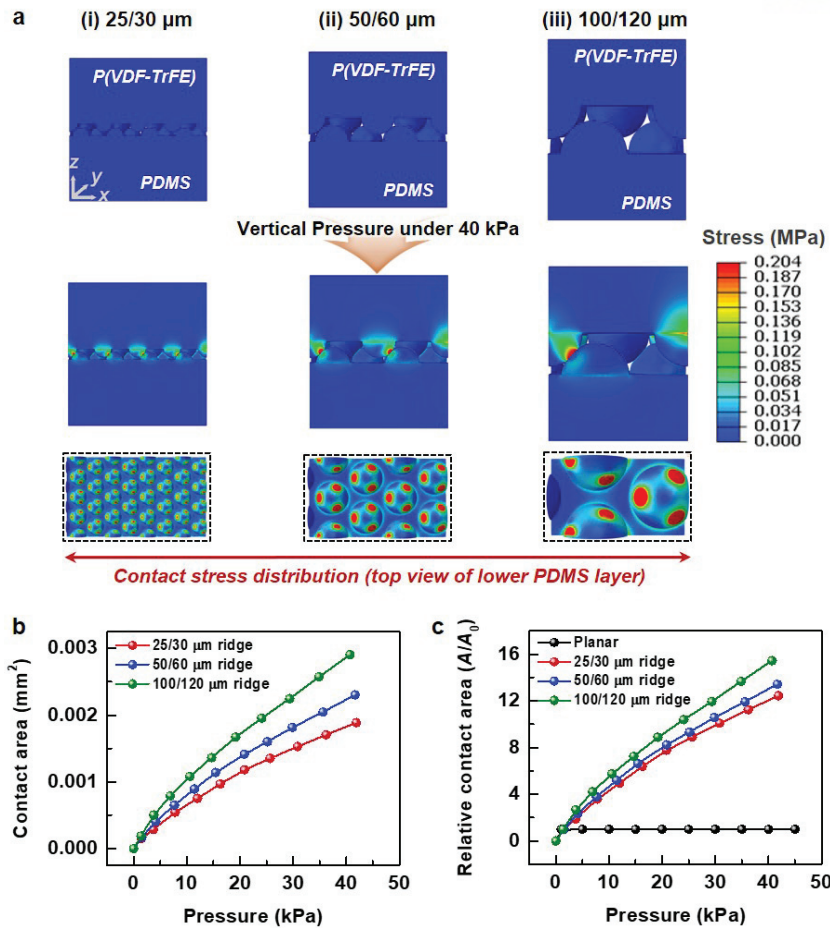 a
(i) 25/30 μm
(ii) 50/60 μm
(iii) 100/120 μm
P(VDF-TrFE)
P(VDF-TrFE)
P(VDF-TrFE)
z
y
x
PDMS
PDMS
PDMS
Vertical Pressure under 40 kPa
Stress (MPa)
0.204
0.187
0.170
0.153
0.136
0.119
0.102
0.085
0.068
0.051
0.034
0.017
0.000
Contact stress distribution (top view of lower PDMS layer)
b
Contact area (mm²)
0.003
0.002
0.001
0.000
25/30 μm ridge
50/60 μm ridge
100/120 μm ridge
0 10 20 30 40 50
Pressure (kPa)
c
Relative contact area (A/A₀)
16
12
8
4
0
Planar
25/30 μm ridge
50/60 μm ridge
100/120 μm ridge
0 10 20 30 40 50
Pressure (kPa)